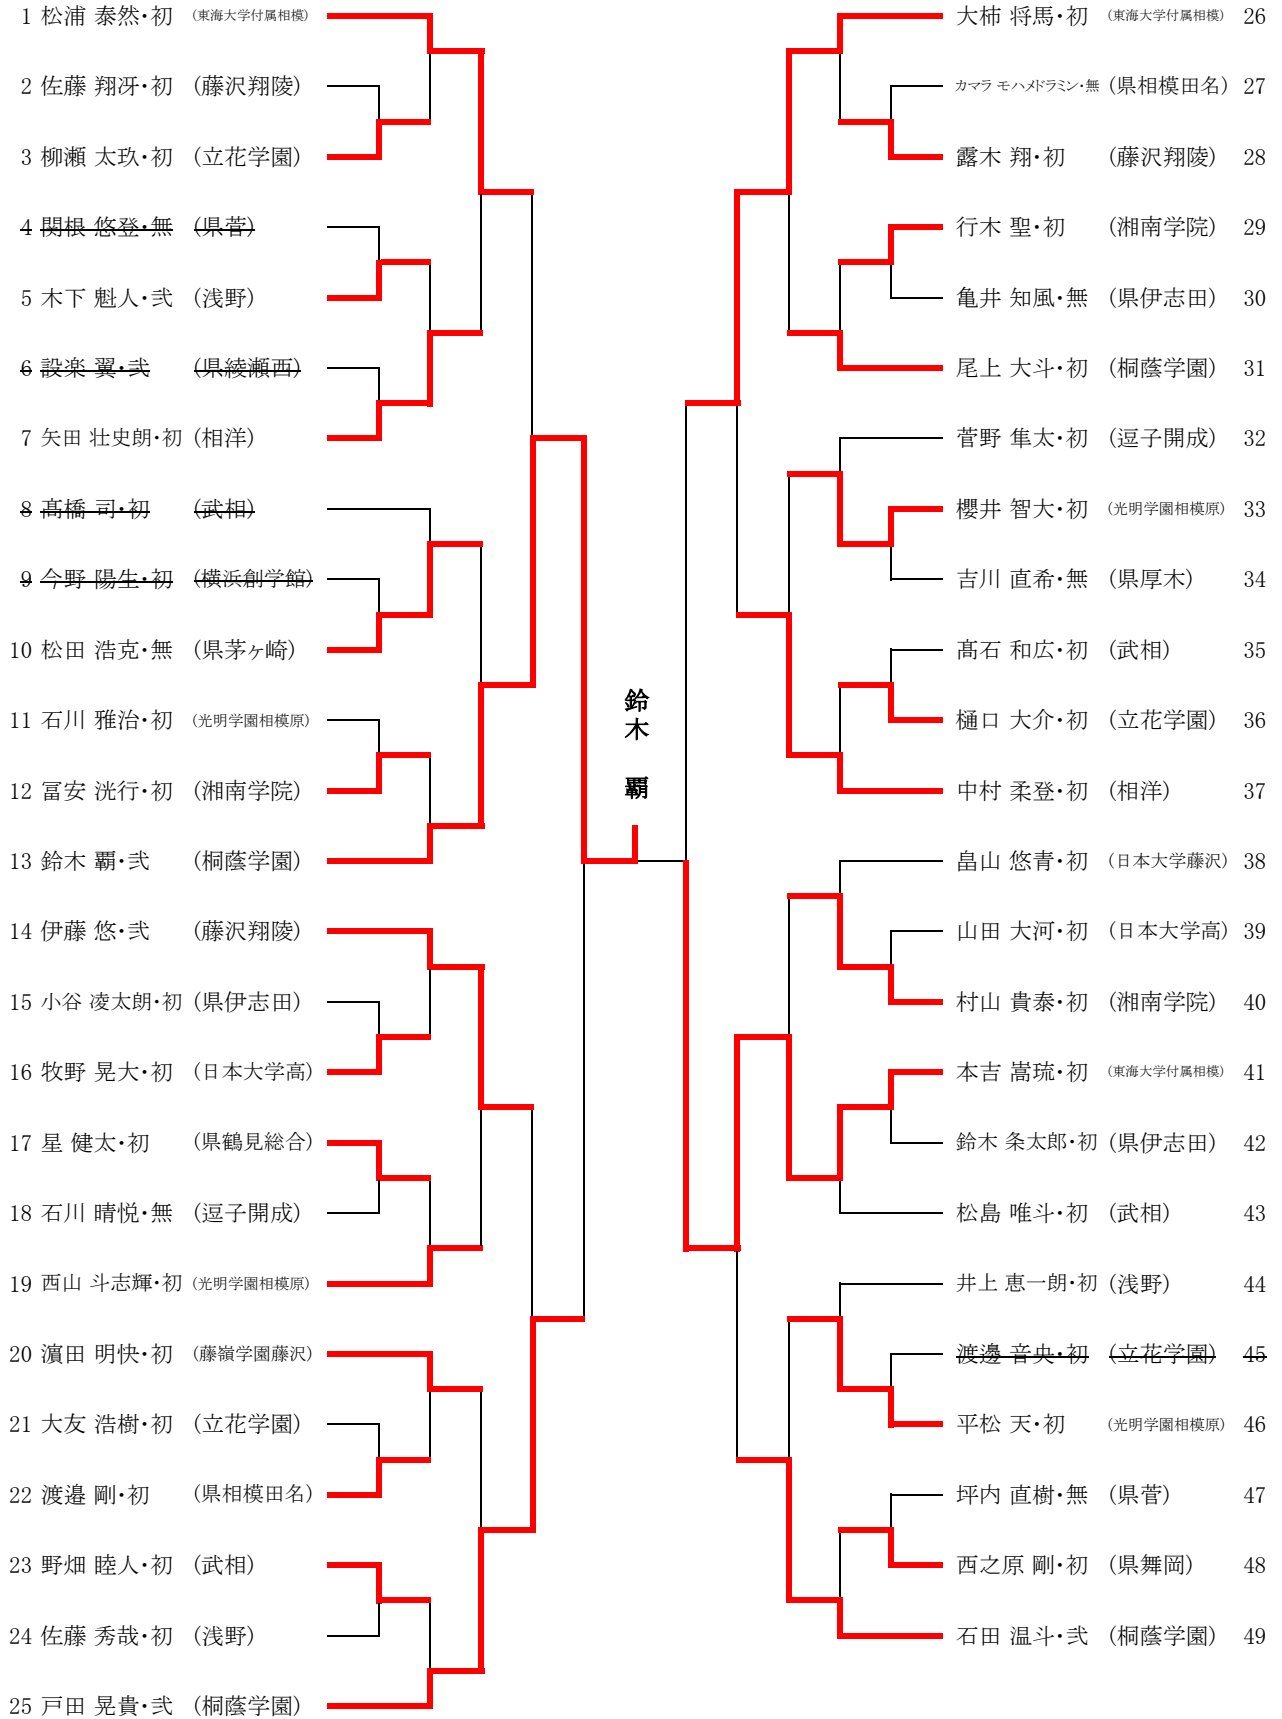 1 松浦 泰然・初 (東海大学付属相模)
2 佐藤 翔冴・初 (藤沢翔陵)
3 柳瀬 太玖・初 (立花学園)
4 関根 悠登・無 (県菅)
5 木下 魁人・弐 (浅野)
6 設楽 翼・弐 (県綾瀬西)
7 矢田 壮史朗・初 (相洋)
8 髙橋 司・初 (武相)
9 今野 陽生・初 (横浜創学館)
10 松田 浩克・無 (県茅ヶ崎)
11 石川 雅治・初 (光明学園相模原)
12 冨安 洸行・初 (湘南学院)
13 鈴木 覇・弐 (桐蔭学園)
14 伊藤 悠・弐 (藤沢翔陵)
15 小谷 凌太朗・初 (県伊志田)
16 牧野 晃大・初 (日本大学高)
17 星 健太・初 (県鶴見総合)
18 石川 晴悦・無 (逗子開成)
19 西山 斗志輝・初 (光明学園相模原)
20 濵田 明快・初 (藤嶺学園藤沢)
21 大友 浩樹・初 (立花学園)
22 渡邉 剛・初 (県相模田名)
23 野畑 睦人・初 (武相)
24 佐藤 秀哉・初 (浅野)
25 戸田 晃貴・弐 (桐蔭学園)
鈴木 覇
大柿 将馬・初 (東海大学付属相模) 26
カマラ モハメドラミン・無 (県相模田名) 27
露木 翔・初 (藤沢翔陵) 28
行木 聖・初 (湘南学院) 29
亀井 知風・無 (県伊志田) 30
尾上 大斗・初 (桐蔭学園) 31
菅野 隼太・初 (逗子開成) 32
櫻井 智大・初 (光明学園相模原) 33
吉川 直希・無 (県厚木) 34
髙石 和広・初 (武相) 35
樋口 大介・初 (立花学園) 36
中村 柔登・初 (相洋) 37
畠山 悠青・初 (日本大学藤沢) 38
山田 大河・初 (日本大学高) 39
村山 貴泰・初 (湘南学院) 40
本吉 嵩琉・初 (東海大学付属相模) 41
鈴木 条太郎・初 (県伊志田) 42
松島 唯斗・初 (武相) 43
井上 恵一朗・初 (浅野) 44
渡邊 音央・初 (立花学園) 45
平松 天・初 (光明学園相模原) 46
坪内 直樹・無 (県菅) 47
西之原 剛・初 (県舞岡) 48
石田 温斗・弐 (桐蔭学園) 49